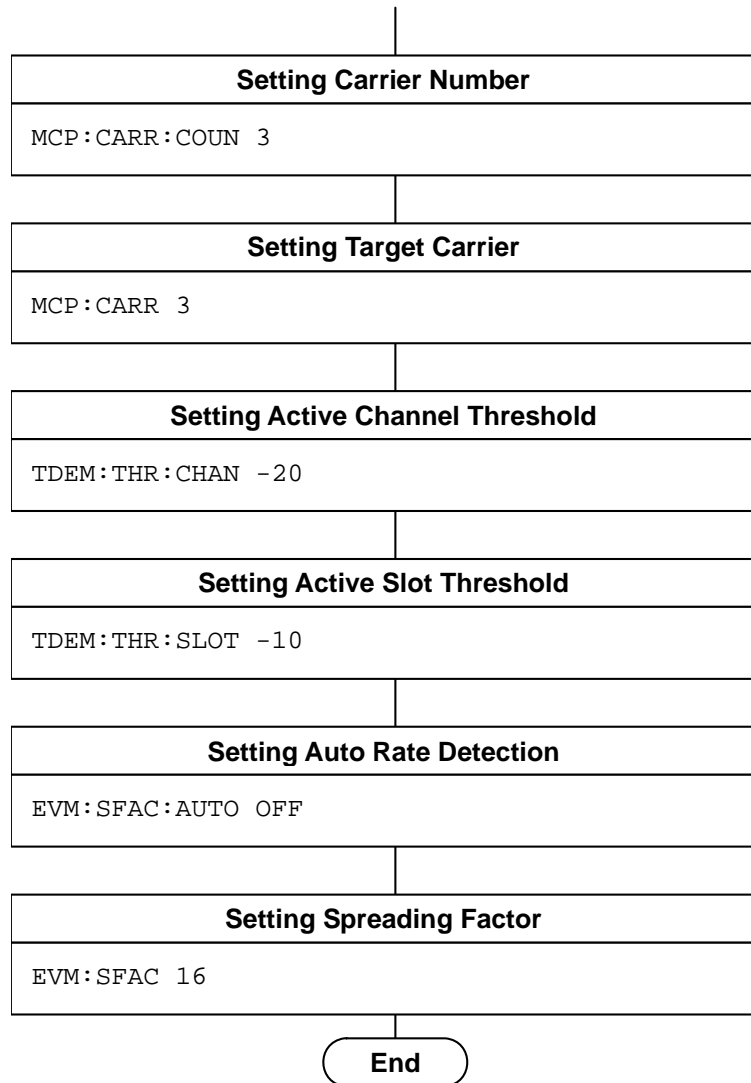 Setting Carrier Number
MCP:CARR:COUN 3
Setting Target Carrier
MCP:CARR 3
Setting Active Channel Threshold
TDEM:THR:CHAN -20
Setting Active Slot Threshold
TDEM:THR:SLOT -10
Setting Auto Rate Detection
EVM:SFAC:AUTO OFF
Setting Spreading Factor
EVM:SFAC 16
End